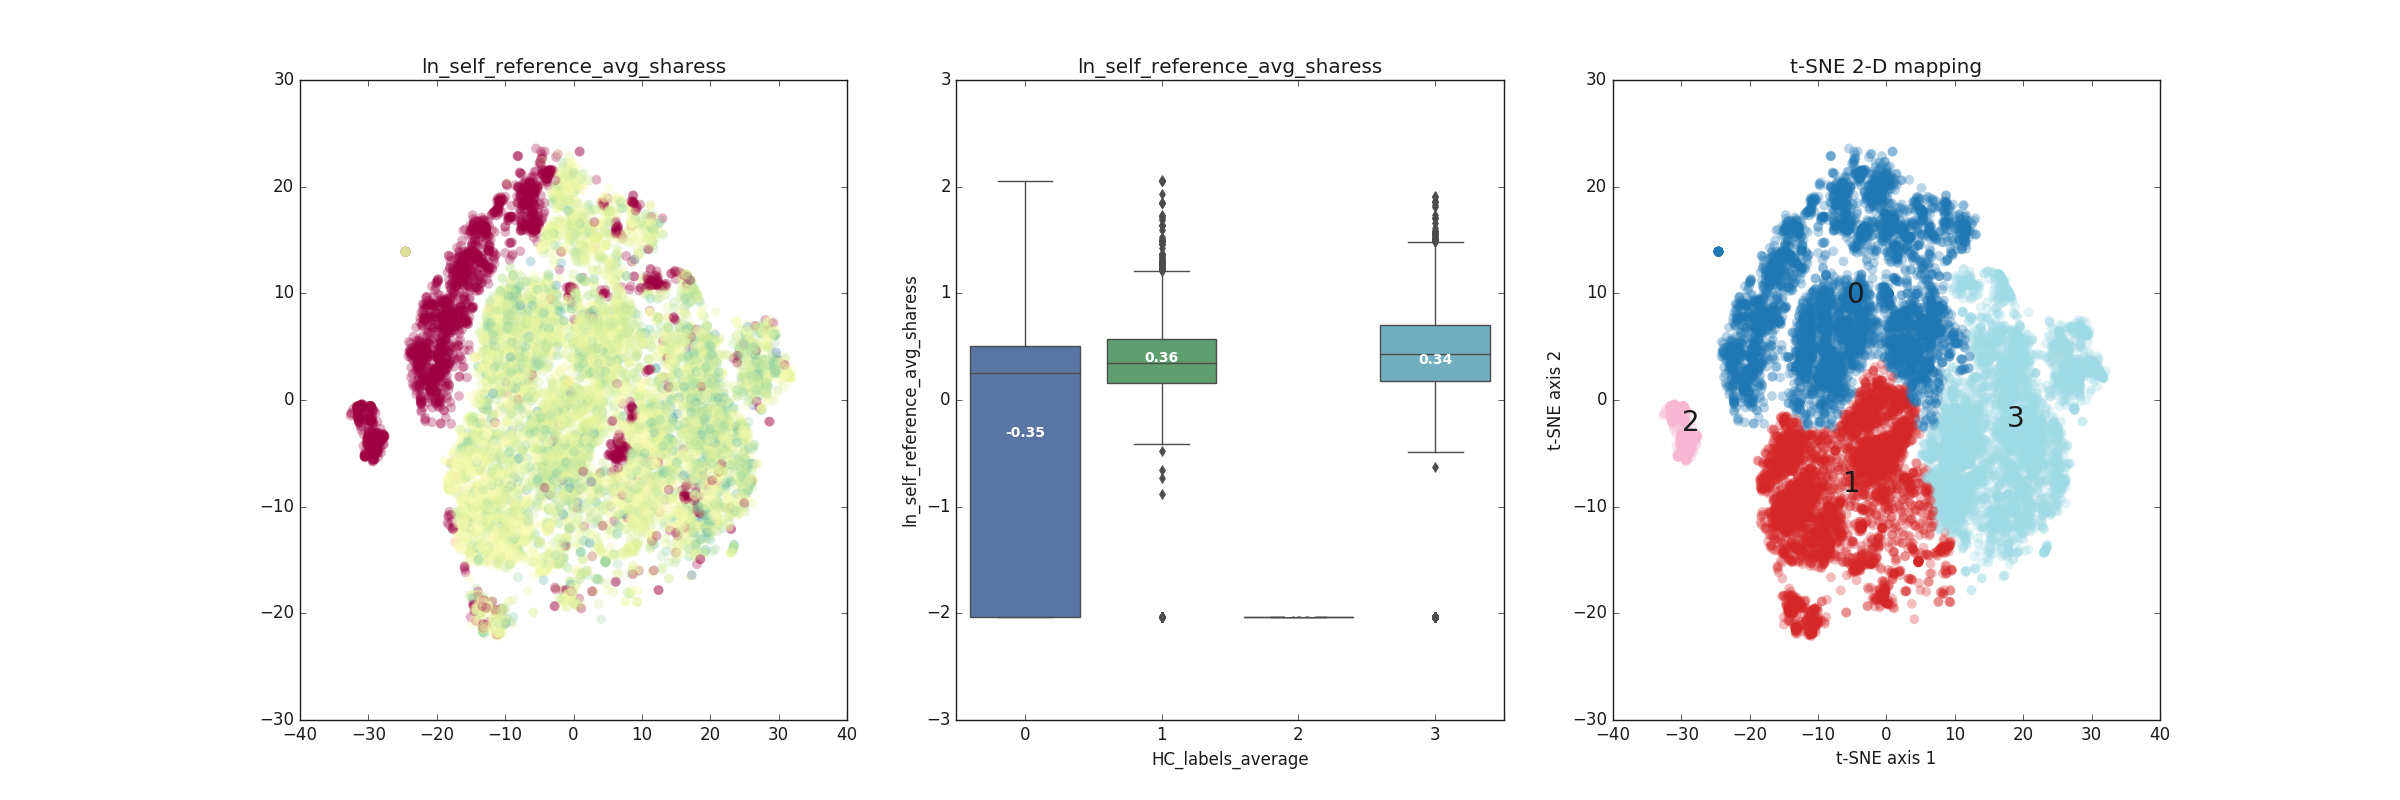 ln_self_reference_avg_sharess
30
20
10
0
−10
−20
−30
−40 −30 −20 −10 0 10 20 30 40
ln_self_reference_avg_sharess
ln_self_reference_avg_sharess
3
2
1
0
−1
−2
−3
-0.35
0.36
0.34
0 1 2 3
HC_labels_average
t-SNE 2-D mapping
t-SNE axis 2
30
20
10
0
−10
−20
−30
0
2
3
1
−40 −30 −20 −10 0 10 20 30 40
t-SNE axis 1